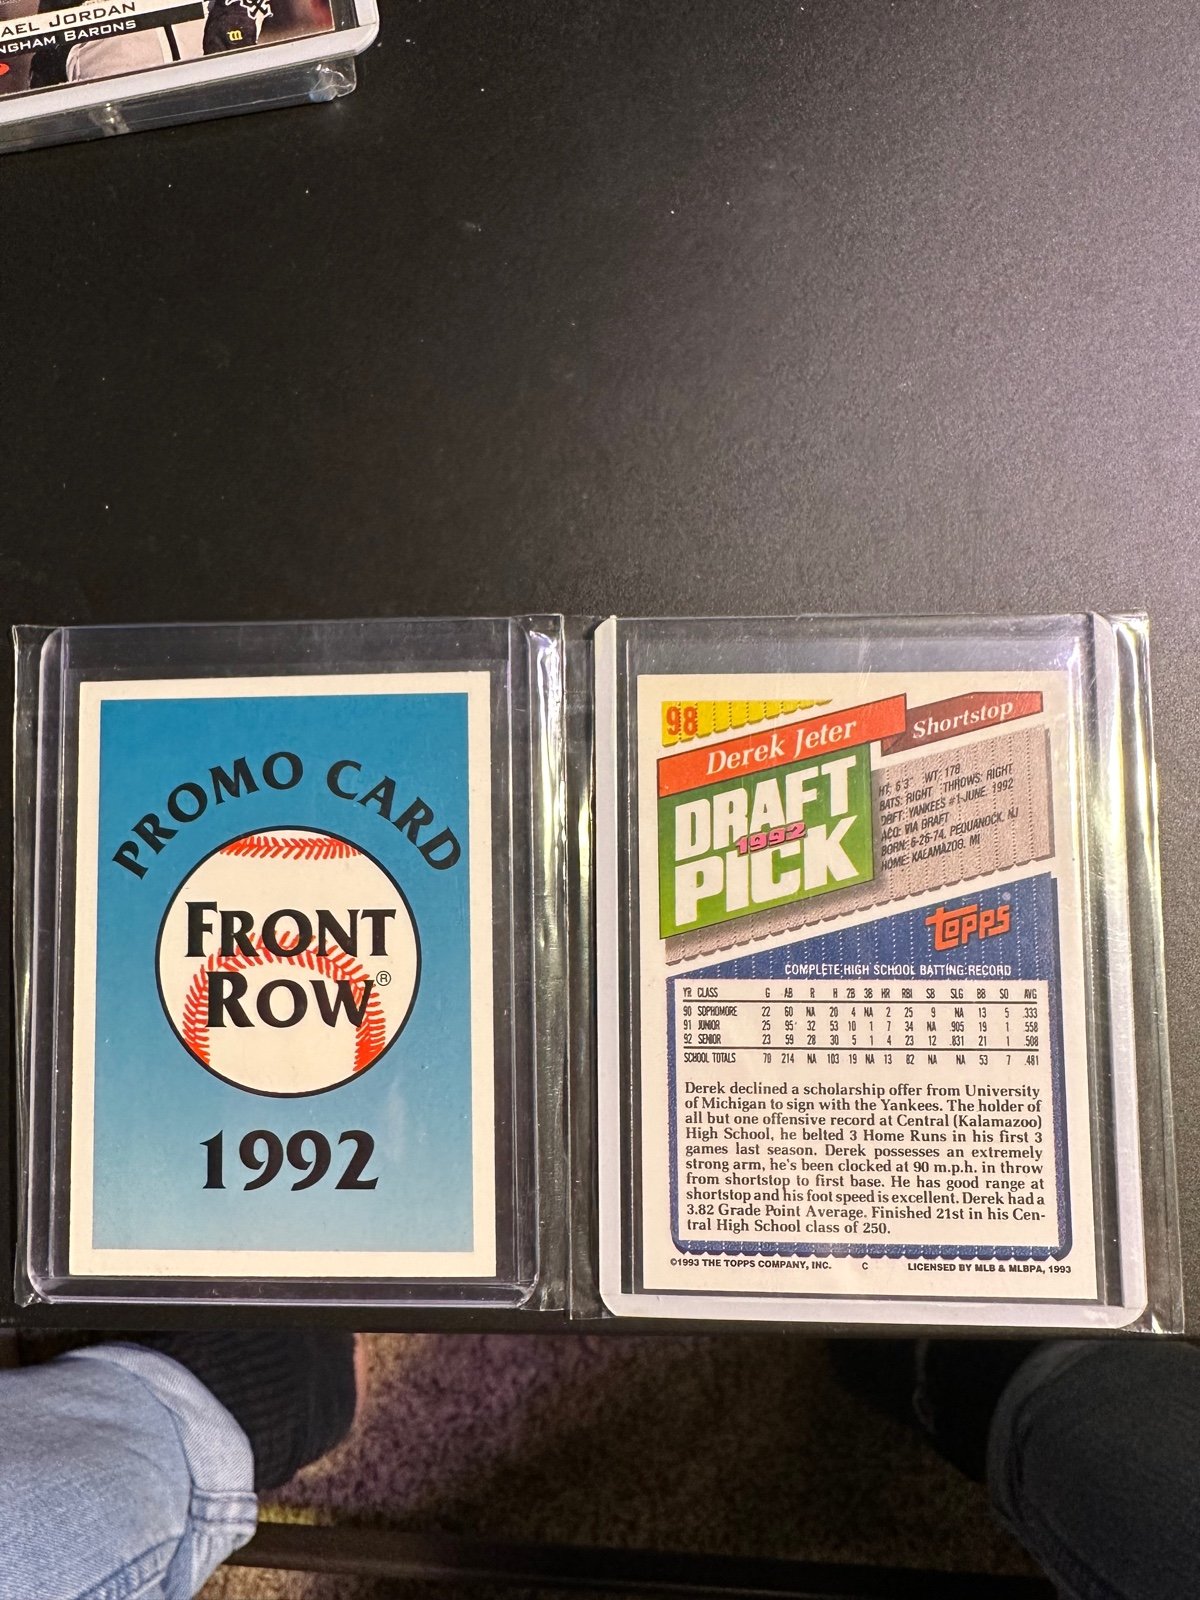 AEL JORDAN
NGHAM BARONS
m
PROMO CARD
FRONT
ROW®
1992
98
Derek Jeter
Shortstop
DRAFT
1992
PICK
HT: 6'3" WT: 178
BATS: RIGHT THROWS: RIGHT
DRFT: YANKEES #1-JUNE, 1992
ACQ: VIA DRAFT
BORN: 6-26-74, PEQUANOCK, NJ
HOME: KALAMAZOO, MI
TOPPS®
COMPLETE HIGH SCHOOL BATTING RECORD
YR CLASS G AB R H 2B 3B HR RBI SB SLG BB SO AVG
90 SOPHOMORE 22 60 NA 20 4 NA 2 25 9 NA 13 5 .333
91 JUNIOR 25 95 32 53 10 1 7 34 NA .905 19 1 .558
92 SENIOR 23 59 28 30 5 1 4 23 12 .831 21 1 .508
SCHOOL TOTALS 70 214 NA 103 19 NA 13 82 NA NA 53 7 .481
Derek declined a scholarship offer from University
of Michigan to sign with the Yankees. The holder of
all but one offensive record at Central (Kalamazoo)
High School, he belted 3 Home Runs in his first 3
games last season. Derek possesses an extremely
strong arm, he's been clocked at 90 m.p.h. in throw
from shortstop to first base. He has good range at
shortstop and his foot speed is excellent. Derek had a
3.82 Grade Point Average. Finished 21st in his Cen-
tral High School class of 250.
©1993 THE TOPPS COMPANY, INC. C LICENSED BY MLB & MLBPA, 1993